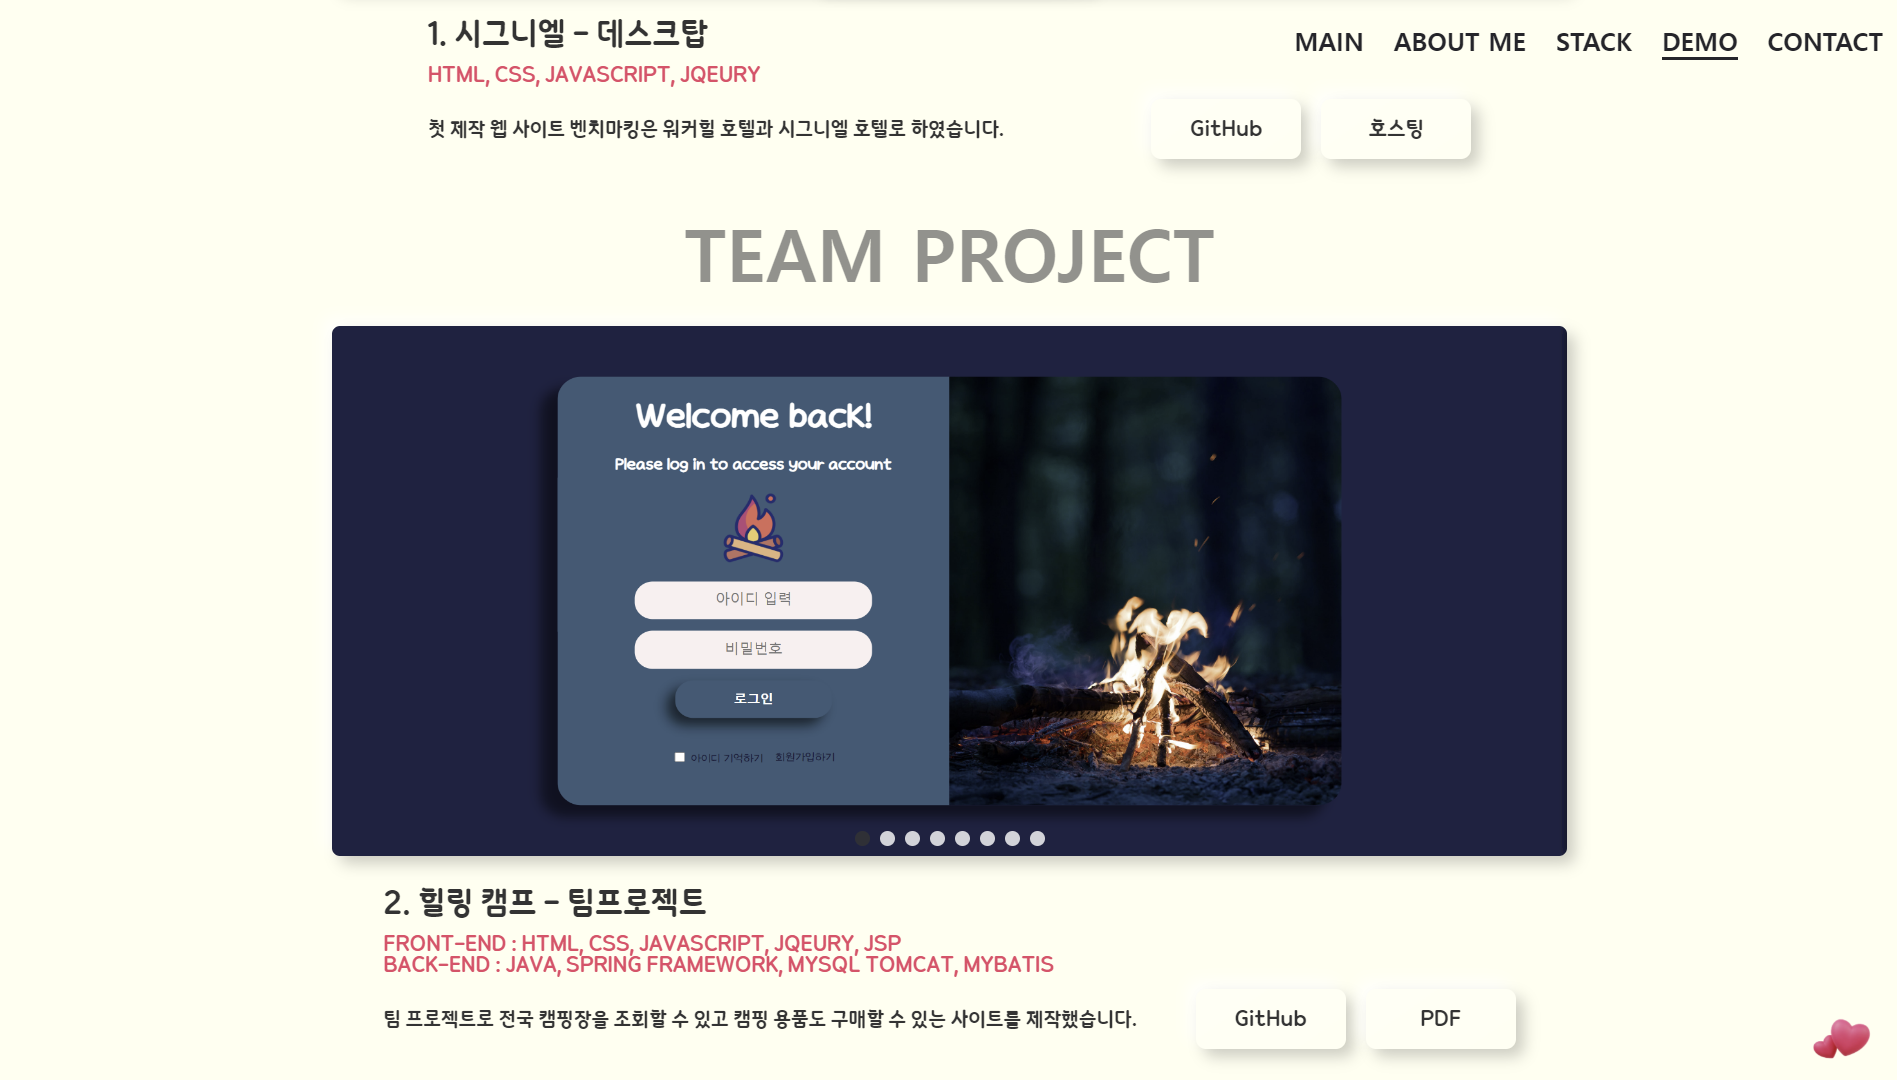 1. 시그니엘 - 데스크탑
MAIN ABOUT ME STACK DEMO CONTACT
HTML, CSS, JAVASCRIPT, JQEURY
첫 제작 웹 사이트 벤치마킹은 워커힐 호텔과 시그니엘 호텔로 하였습니다.
GitHub 호스팅
TEAM PROJECT
Welcome back!
Please log in to access your account
아이디 입력
비밀번호
로그인
아이디 기억하기 회원가입하기
2. 힐링 캠프 - 팀프로젝트
FRONT-END : HTML, CSS, JAVASCRIPT, JQEURY, JSP
BACK-END : JAVA, SPRING FRAMEWORK, MYSQL TOMCAT, MYBATIS
팀 프로젝트로 전국 캠핑장을 조회할 수 있고 캠핑 용품도 구매할 수 있는 사이트를 제작했습니다.
GitHub PDF